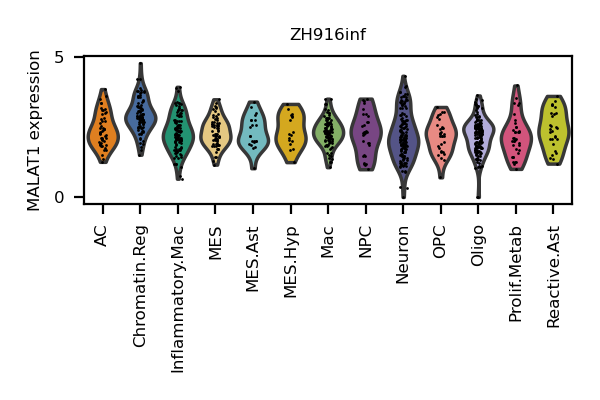 ZH916inf
MALAT1 expression
5
0
AC
Chromatin.Reg
Inflammatory.Mac
MES
MES.Ast
MES.Hyp
Mac
NPC
Neuron
OPC
Oligo
Prolif.Metab
Reactive.Ast